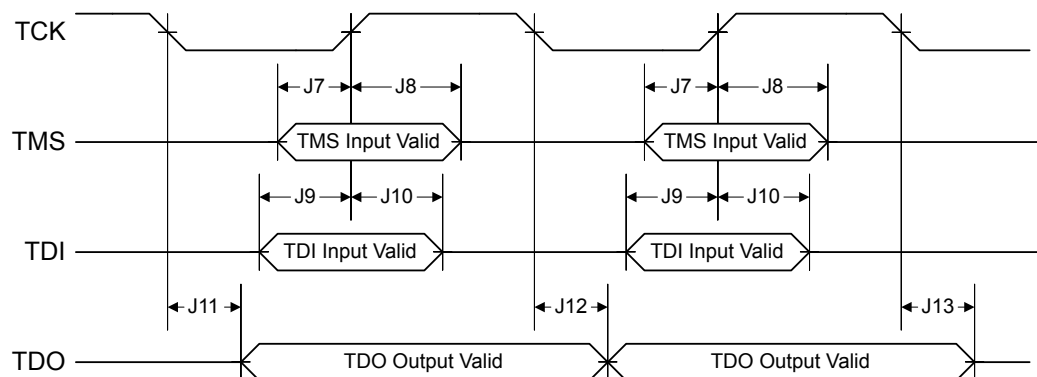 TCK
J7 J8 J7 J8
TMS TMS Input Valid TMS Input Valid
J9 J10 J9 J10
TDI TDI Input Valid TDI Input Valid
J11 J12 J13
TDO TDO Output Valid TDO Output Valid